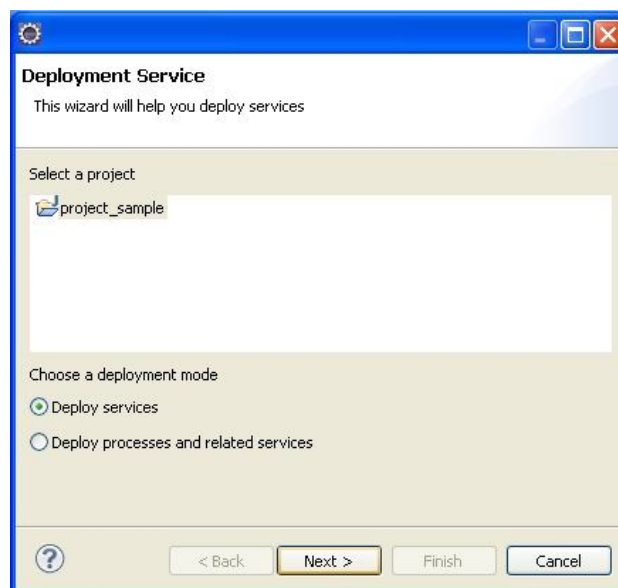 Deployment Service
This wizard will help you deploy services
Select a project
project_sample
Choose a deployment mode
Deploy services
Deploy processes and related services
?
< Back
Next >
Finish
Cancel